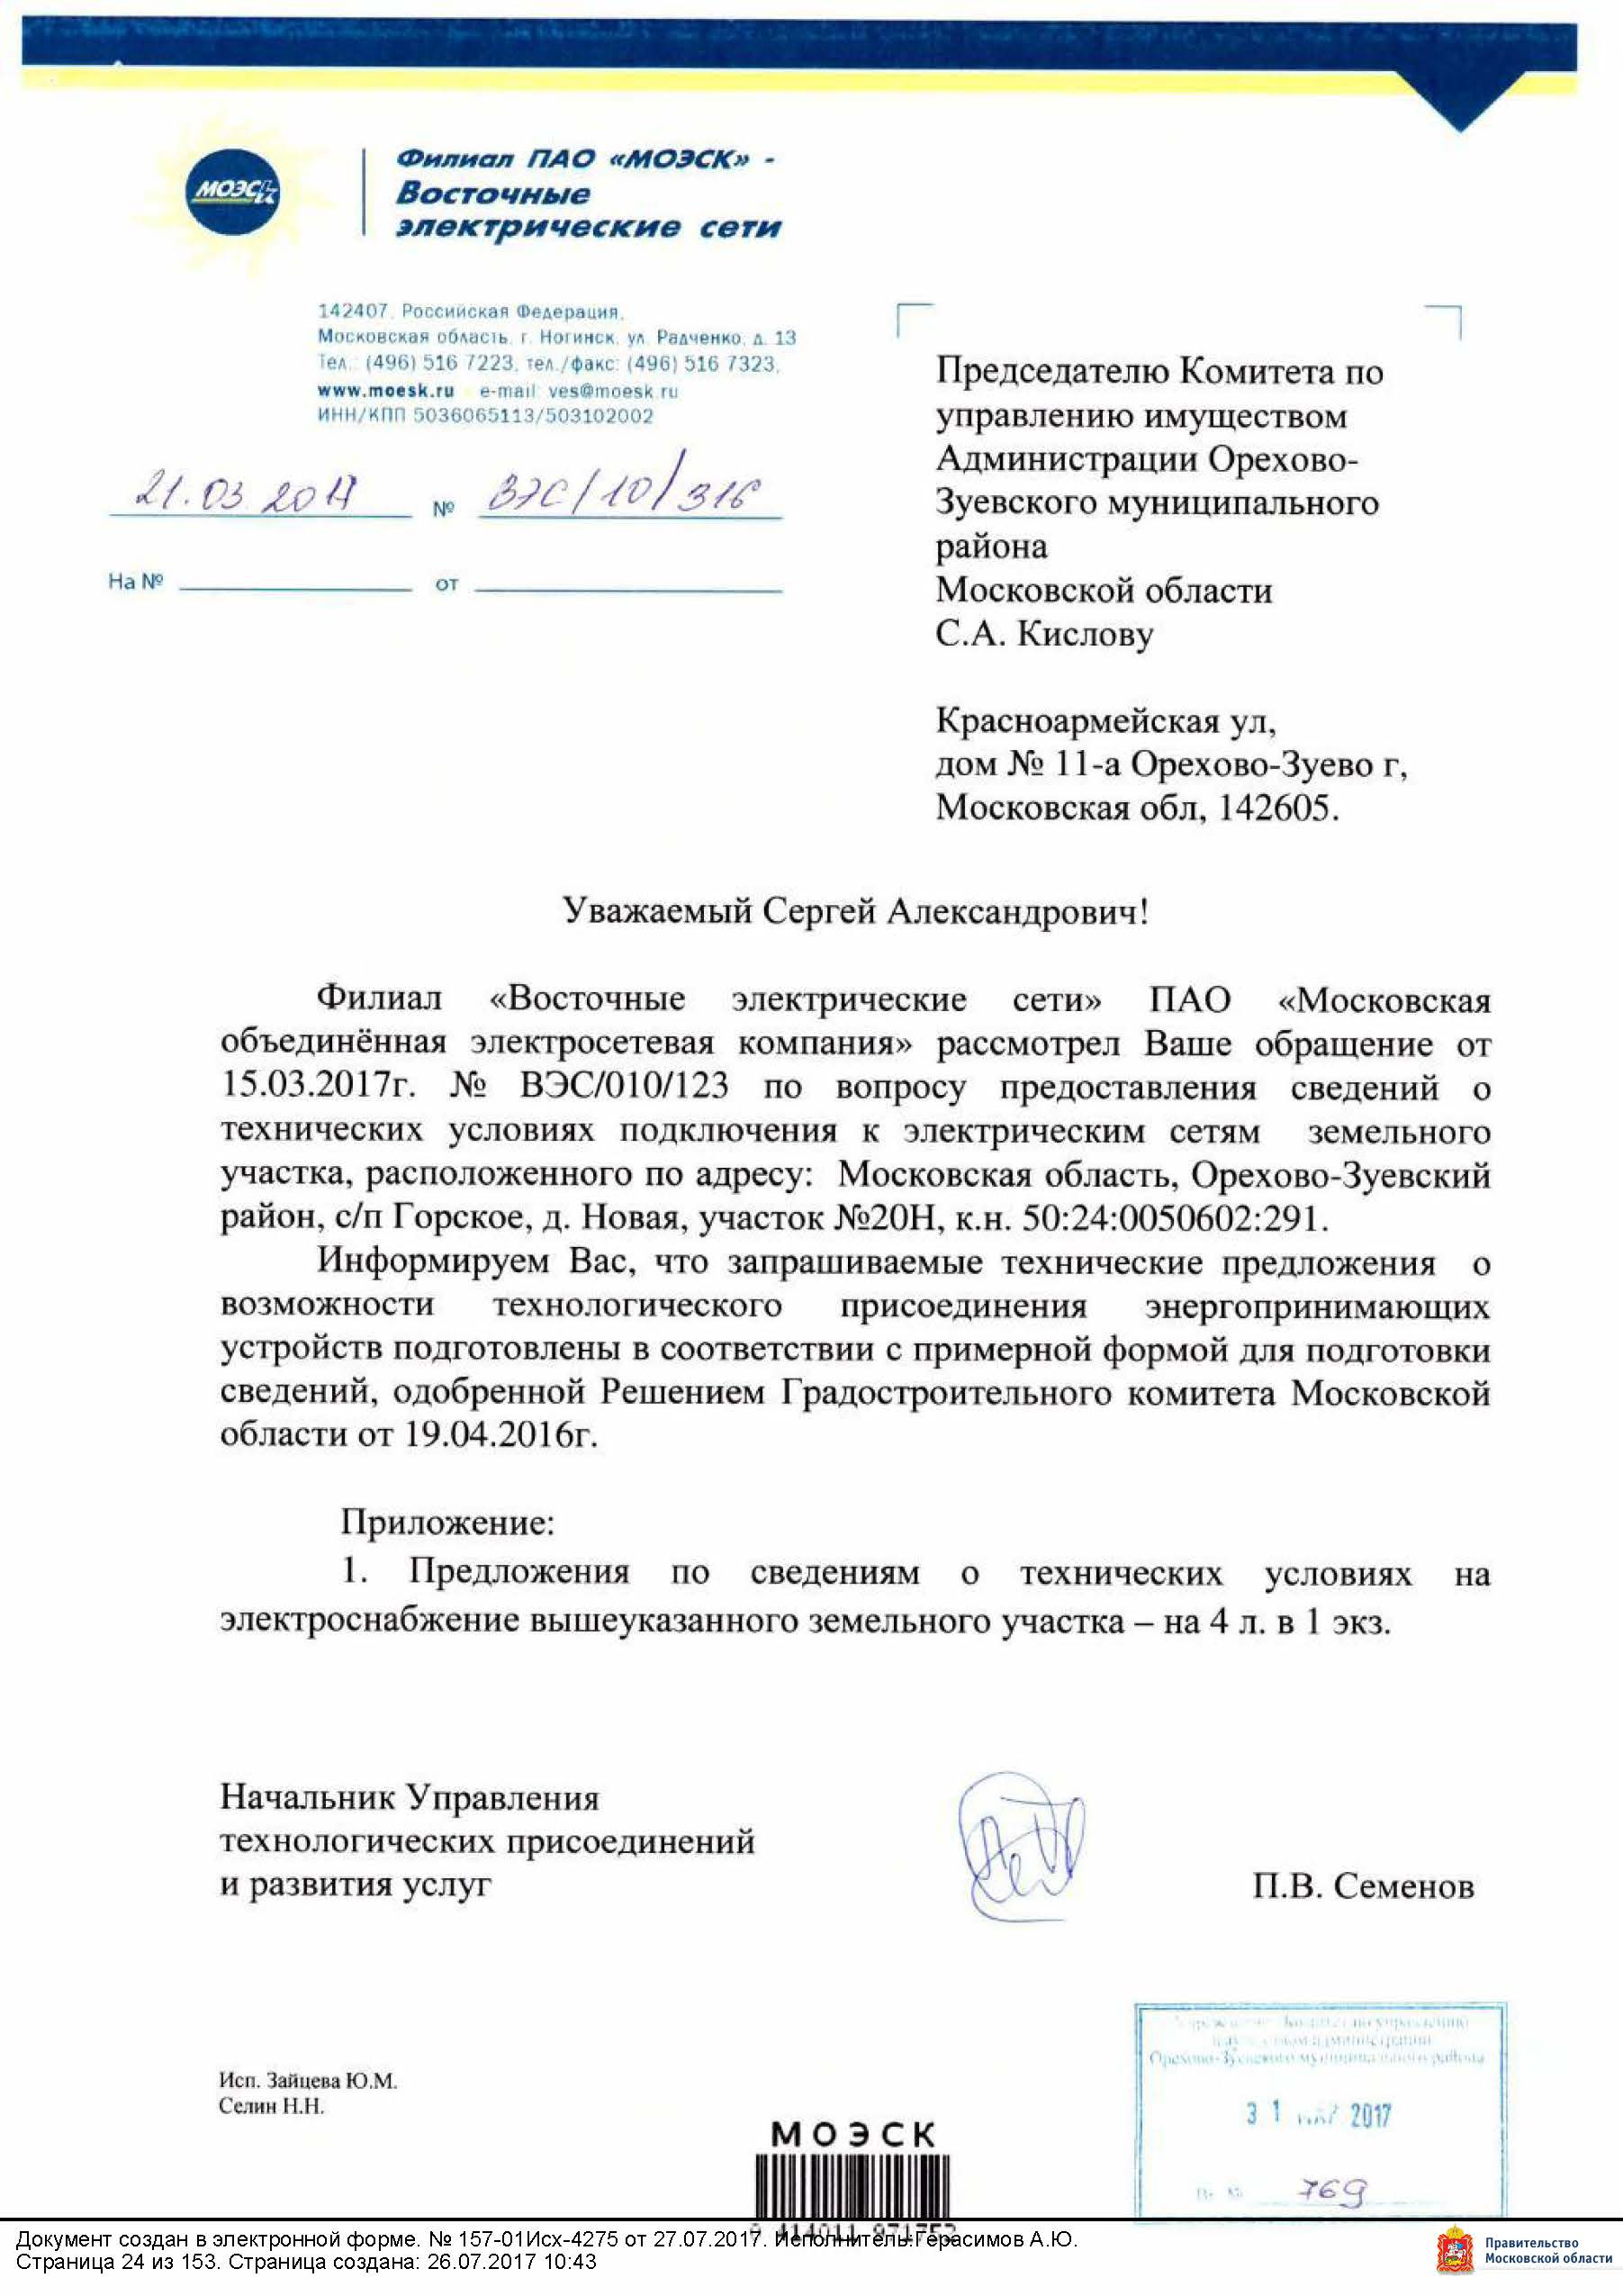 МОЭСК
Филиал ПАО «МОЭСК» -
Восточные
электрические сети
142407, Российская Федерация,
Московская область, г. Ногинск, ул. Радченко, д. 13
Тел.: (496) 516 7223, тел./факс: (496) 516 7323,
www.moesk.ru e-mail: ves@moesk.ru
ИНН/КПП 5036065113/503102002
21.03.2017 № ВЭС/10/316
На № от
Председателю Комитета по
управлению имуществом
Администрации Орехово-
Зуевского муниципального
района
Московской области
С.А. Кислову
Красноармейская ул,
дом № 11-а Орехово-Зуево г,
Московская обл, 142605.
Уважаемый Сергей Александрович!
Филиал «Восточные электрические сети» ПАО «Московская
объединённая электросетевая компания» рассмотрел Ваше обращение от
15.03.2017г. № ВЭС/010/123 по вопросу предоставления сведений о
технических условиях подключения к электрическим сетям земельного
участка, расположенного по адресу: Московская область, Орехово-Зуевский
район, с/п Горское, д. Новая, участок №20Н, к.н. 50:24:0050602:291.
Информируем Вас, что запрашиваемые технические предложения о
возможности технологического присоединения энергопринимающих
устройств подготовлены в соответствии с примерной формой для подготовки
сведений, одобренной Решением Градостроительного комитета Московской
области от 19.04.2016г.
Приложение:
1. Предложения по сведениям о технических условиях на
электроснабжение вышеуказанного земельного участка – на 4 л. в 1 экз.
Начальник Управления
технологических присоединений
и развития услуг
П.В. Семенов
Исп. Зайцева Ю.М.
Селин Н.Н.
МОЭСК
Комитет по управлению
администрации
Орехово-Зуевского муниципального района
31 2017
769
Документ создан в электронной форме. № 157-01Исх-4275 от 27.07.2017. Исполнитель:Герасимов А.Ю.
Страница 24 из 153. Страница создана: 26.07.2017 10:43
Правительство
Московской области